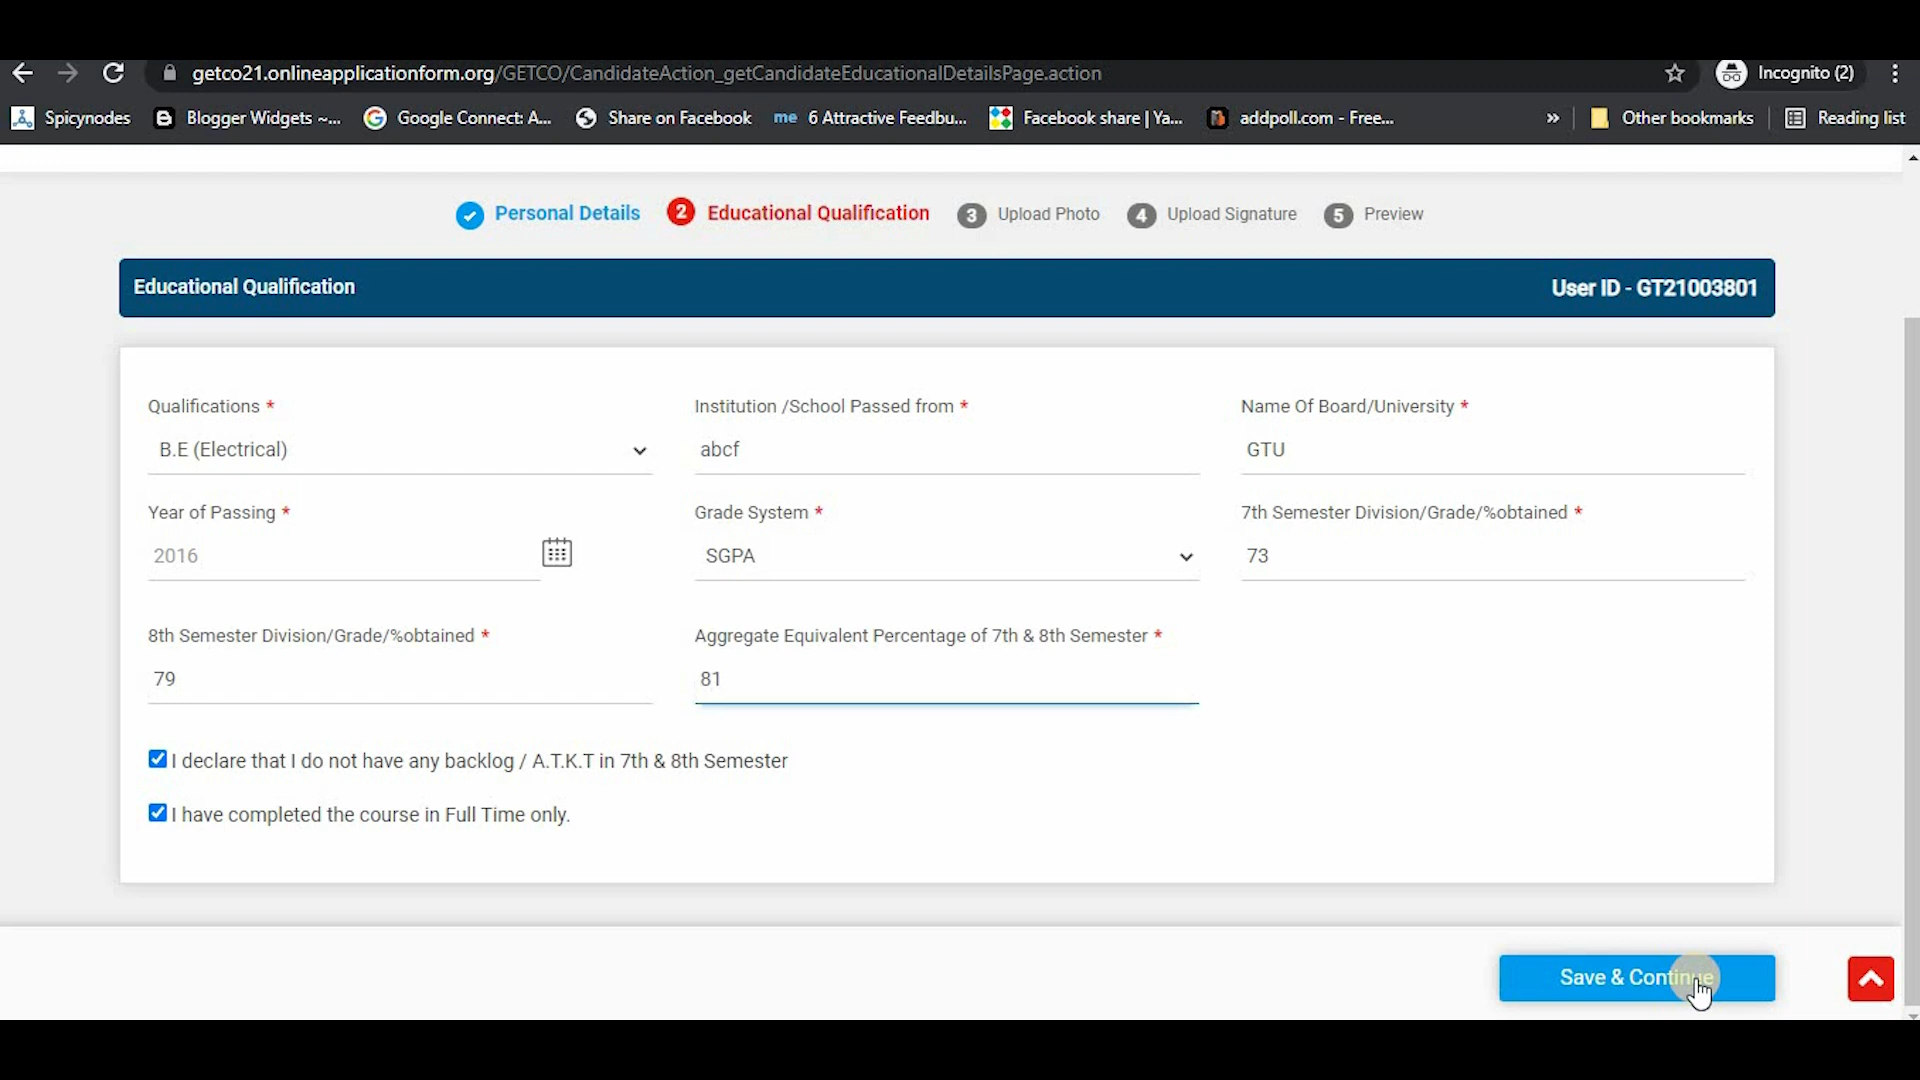 getco21.onlineapplicationform.org/GETCO/CandidateAction_getCandidateEducationalDetailsPage.action Incognito (2)
Spicynodes Blogger Widgets ~... Google Connect: A... Share on Facebook me 6 Attractive Feedbu... Facebook share | Ya... addpoll.com - Free... » Other bookmarks Reading list
Personal Details 2 Educational Qualification 3 Upload Photo 4 Upload Signature 5 Preview
Educational Qualification User ID - GT21003801
Qualifications * Institution /School Passed from * Name Of Board/University *
B.E (Electrical) abcf GTU
Year of Passing * Grade System * 7th Semester Division/Grade/%obtained *
2016 SGPA 73
8th Semester Division/Grade/%obtained * Aggregate Equivalent Percentage of 7th & 8th Semester *
79 81
I declare that I do not have any backlog / A.T.K.T in 7th & 8th Semester
I have completed the course in Full Time only.
Save & Continue